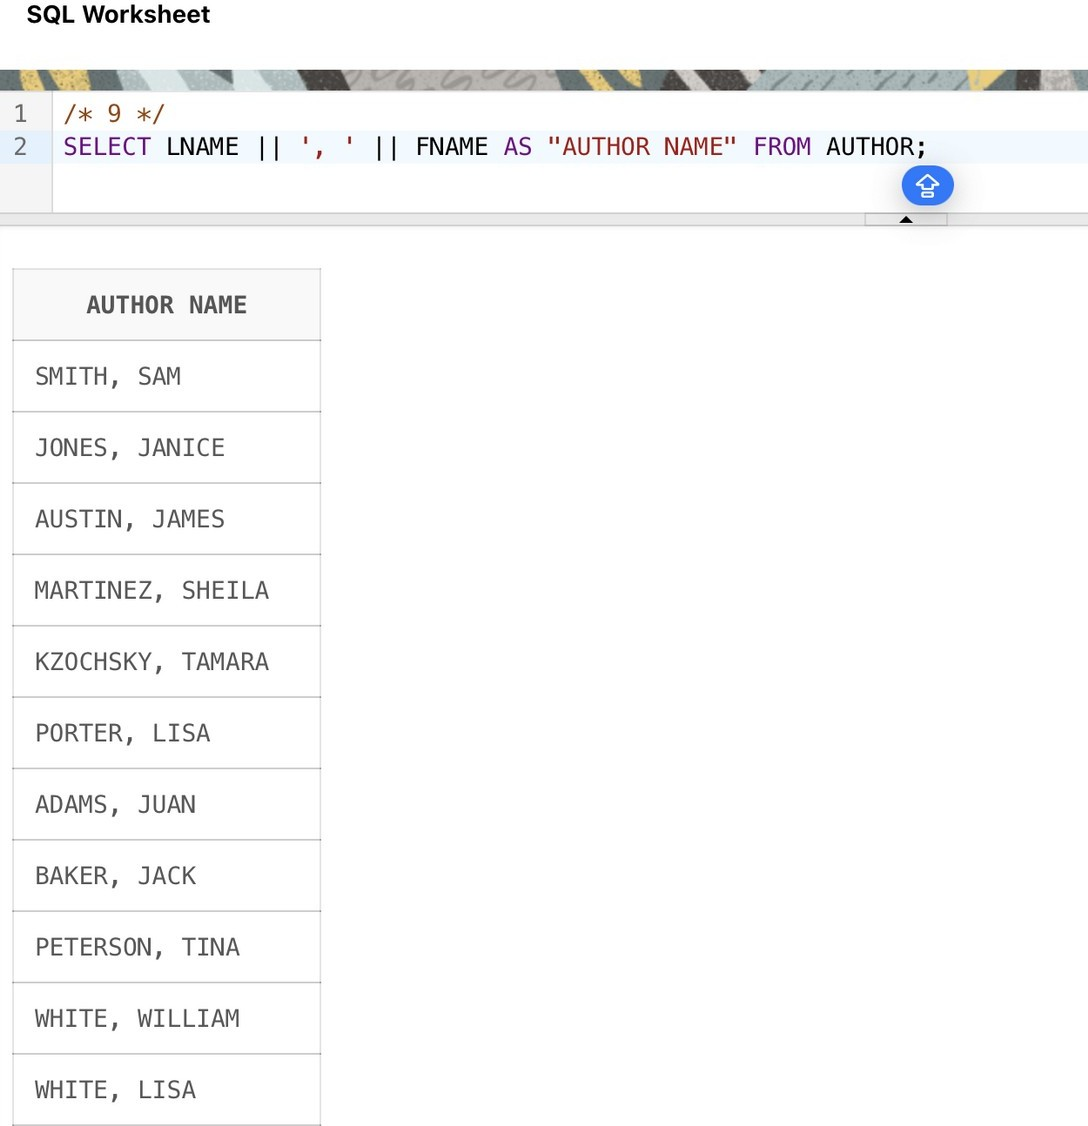 SQL Worksheet
1 /* 9 */
2 SELECT LNAME || ', ' || FNAME AS "AUTHOR NAME" FROM AUTHOR;
AUTHOR NAME
SMITH, SAM
JONES, JANICE
AUSTIN, JAMES
MARTINEZ, SHEILA
KZOCHSKY, TAMARA
PORTER, LISA
ADAMS, JUAN
BAKER, JACK
PETERSON, TINA
WHITE, WILLIAM
WHITE, LISA